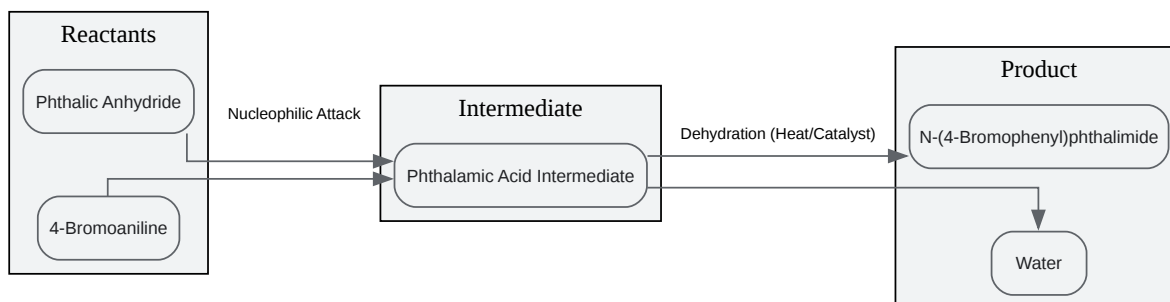 Reactants
Phthalic Anhydride
4-Bromoaniline
Nucleophilic Attack
Intermediate
Phthalamic Acid Intermediate
Dehydration (Heat/Catalyst)
Product
N-(4-Bromophenyl)phthalimide
Water